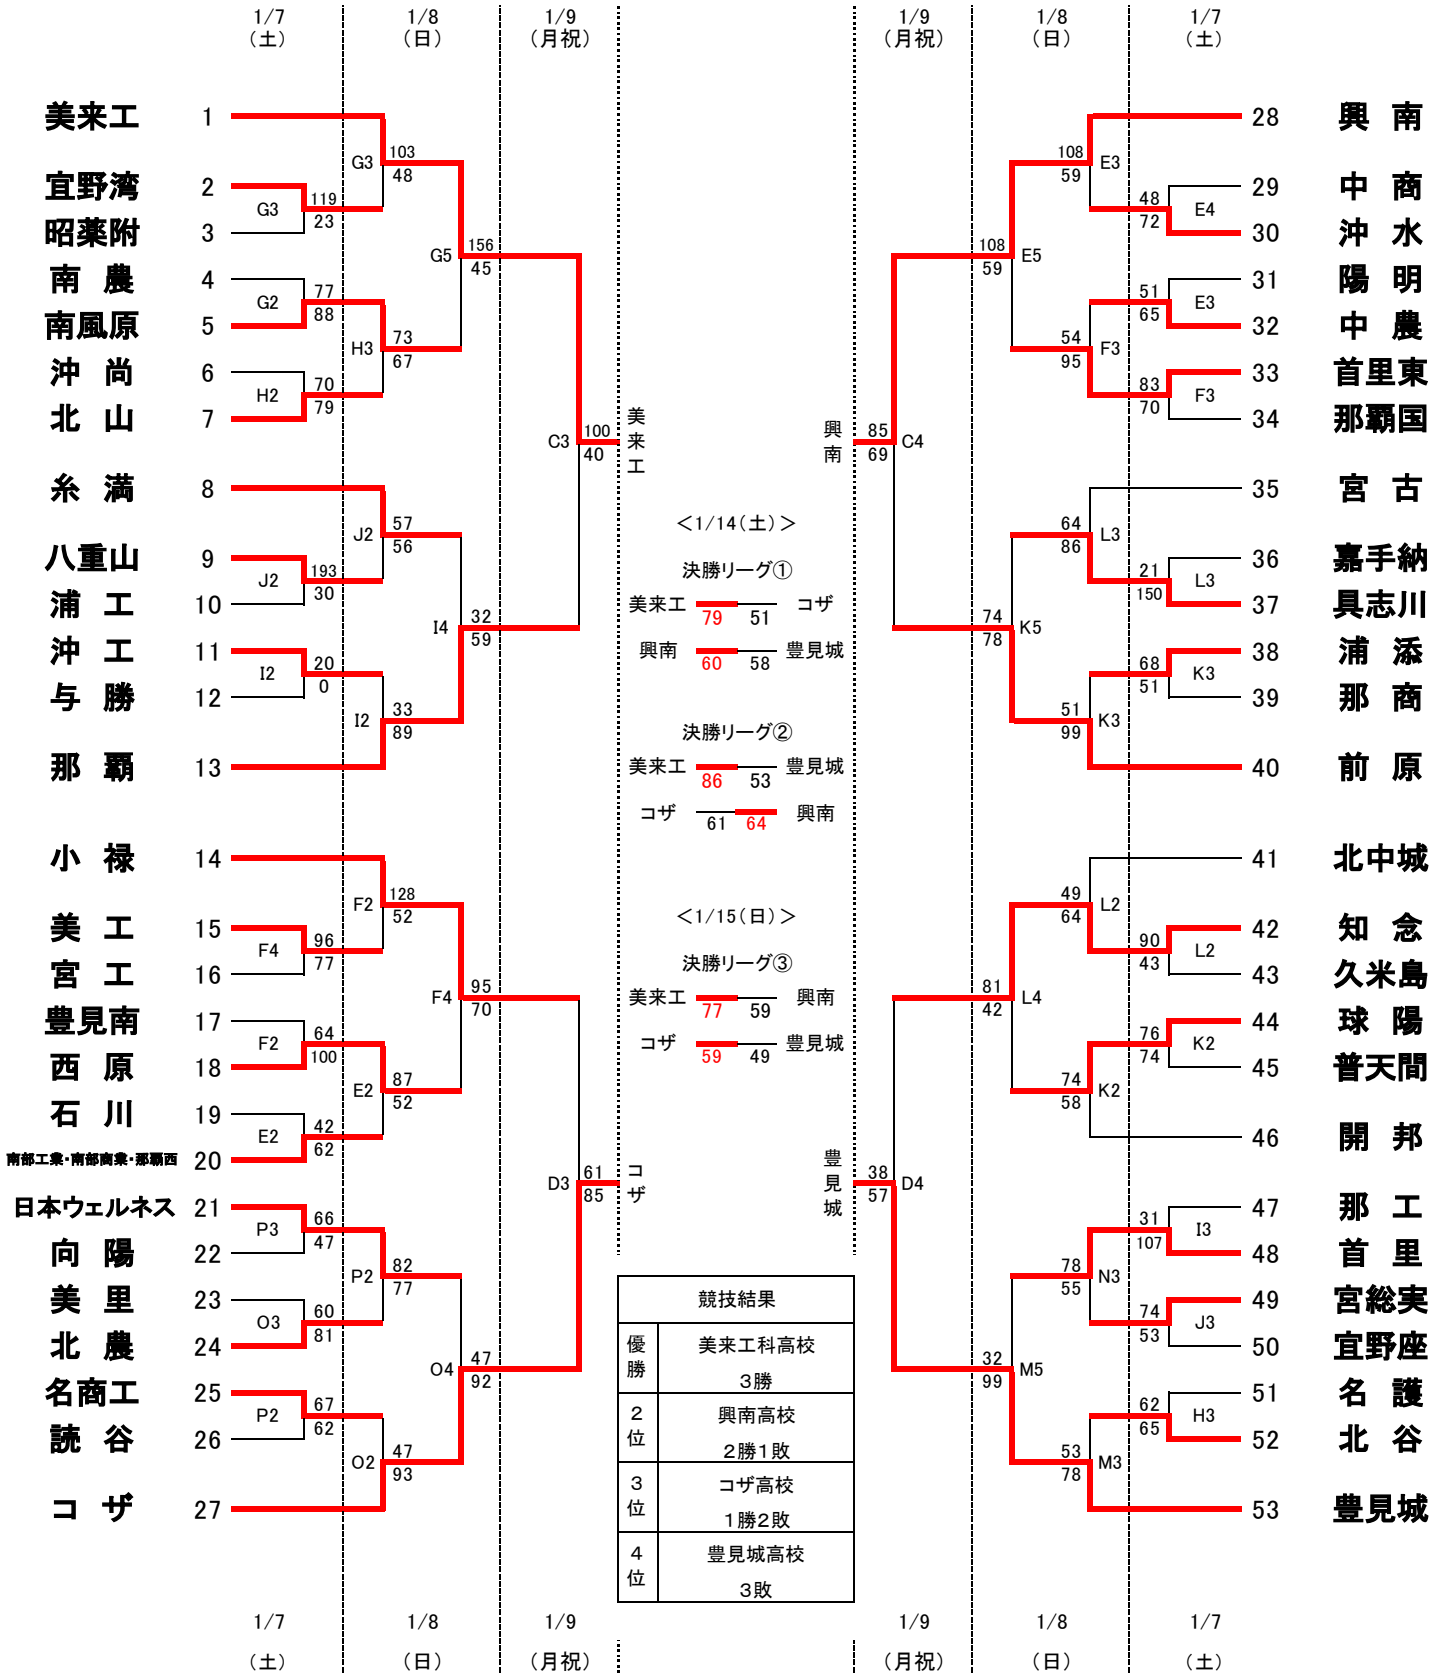 1/7 1/8 1/9 1/9 1/8 1/7
(土) (日) (月祝) (月祝) (日) (土)
美来工 1
宜野湾 2
昭薬附 3
南 農 4
南風原 5
沖 尚 6
北 山 7
糸 満 8
八重山 9
浦 工 10
沖 工 11
与 勝 12
那 覇 13
小 禄 14
美 工 15
宮 工 16
豊見南 17
西 原 18
石 川 19
南部工業・南部商業・那覇西 20
日本ウェルネス 21
向 陽 22
美 里 23
北 農 24
名商工 25
読 谷 26
コ ザ 27
G3 119 23
G2 77 88
H2 70 79
J2 193 30
I2 20 0
F4 96 77
F2 64 100
E2 42 62
P3 66 47
O3 60 81
P2 67 62
G3 103 48
H3 73 67
J2 57 56
I2 33 89
F2 128 52
E2 87 52
P2 82 77
O2 47 93
G5 156 45
I4 32 59
F4 95 70
O4 47 92
C3 100 40
D3 61 85
美来工
コザ
興南
豊見城
<1/14(土)>
決勝リーグ①
美来工 79 51 コザ
興南 60 58 豊見城
決勝リーグ②
美来工 86 53 豊見城
コザ 61 64 興南
<1/15(日)>
決勝リーグ③
美来工 77 59 興南
コザ 59 49 豊見城
競技結果
優勝 美来工科高校
3勝
2位 興南高校
2勝1敗
3位 コザ高校
1勝2敗
4位 豊見城高校
3敗
85 69 C4
38 57 D4
108 59 E5
74 78 K5
81 42 L4
32 99 M5
108 59 E3
54 95 F3
64 86 L3
51 99 K3
49 64 L2
74 58 K2
78 55 N3
53 78 M3
48 72 E4
51 65 E3
83 70 F3
21 150 L3
68 51 K3
90 43 L2
76 74 K2
31 107 I3
74 53 J3
62 65 H3
28 興 南
29 中 商
30 沖 水
31 陽 明
32 中 農
33 首里東
34 那覇国
35 宮 古
36 嘉手納
37 具志川
38 浦 添
39 那 商
40 前 原
41 北中城
42 知 念
43 久米島
44 球 陽
45 普天間
46 開 邦
47 那 工
48 首 里
49 宮総実
50 宜野座
51 名 護
52 北 谷
53 豊見城
1/7 1/8 1/9 1/9 1/8 1/7
(土) (日) (月祝) (月祝) (日) (土)